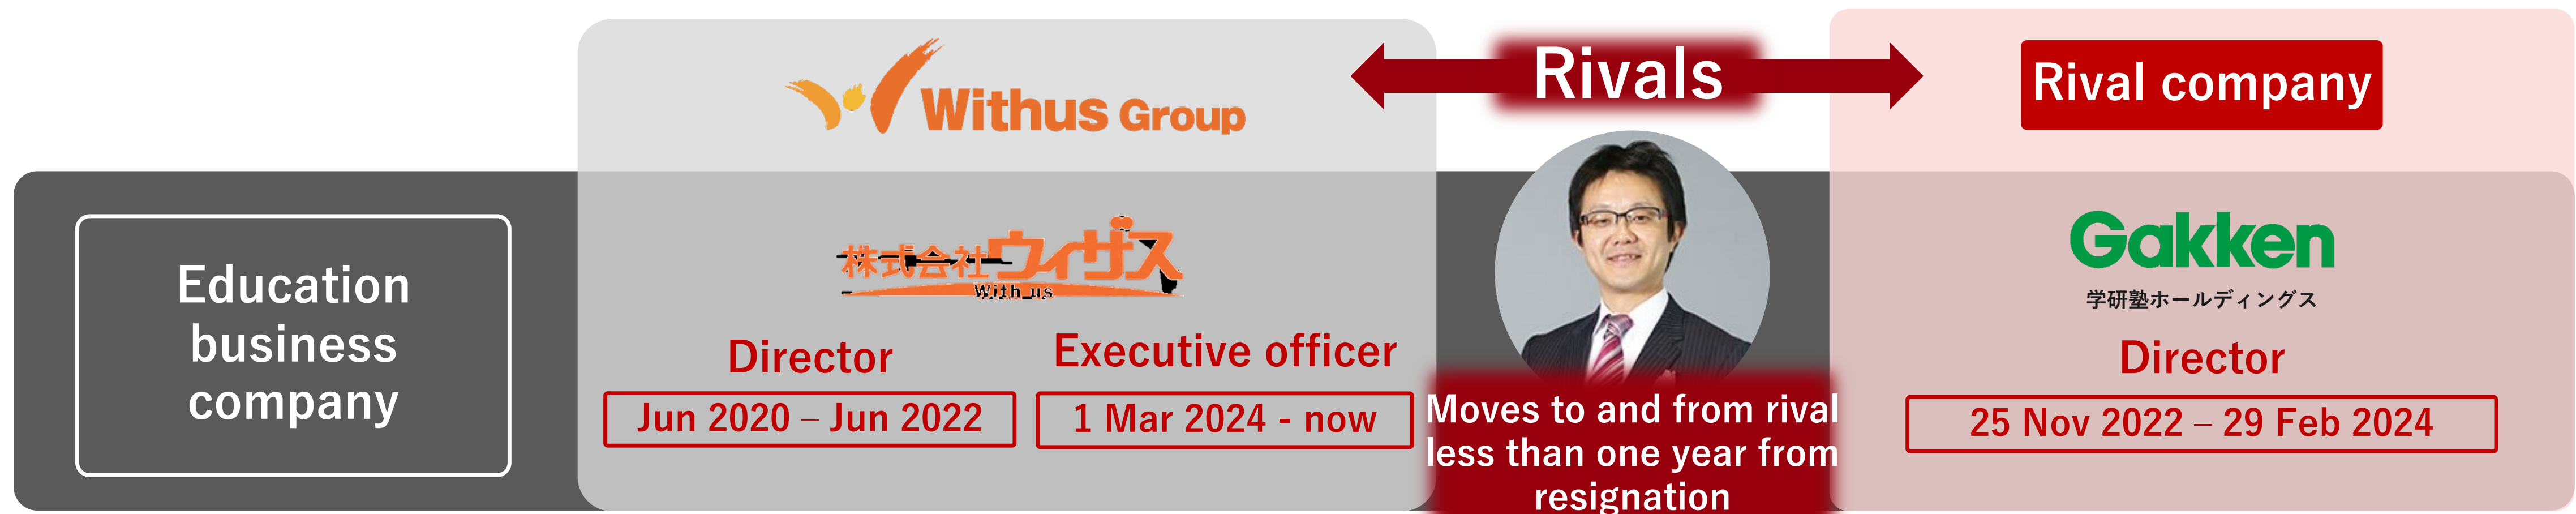 Withus Group
Rivals
Rival company
Education
business
company
株式会社ウィザス
With us
Director
Jun 2020 – Jun 2022
Executive officer
1 Mar 2024 - now
Moves to and from rival
less than one year from
resignation
Gakken
学研塾ホールディングス
Director
25 Nov 2022 – 29 Feb 2024